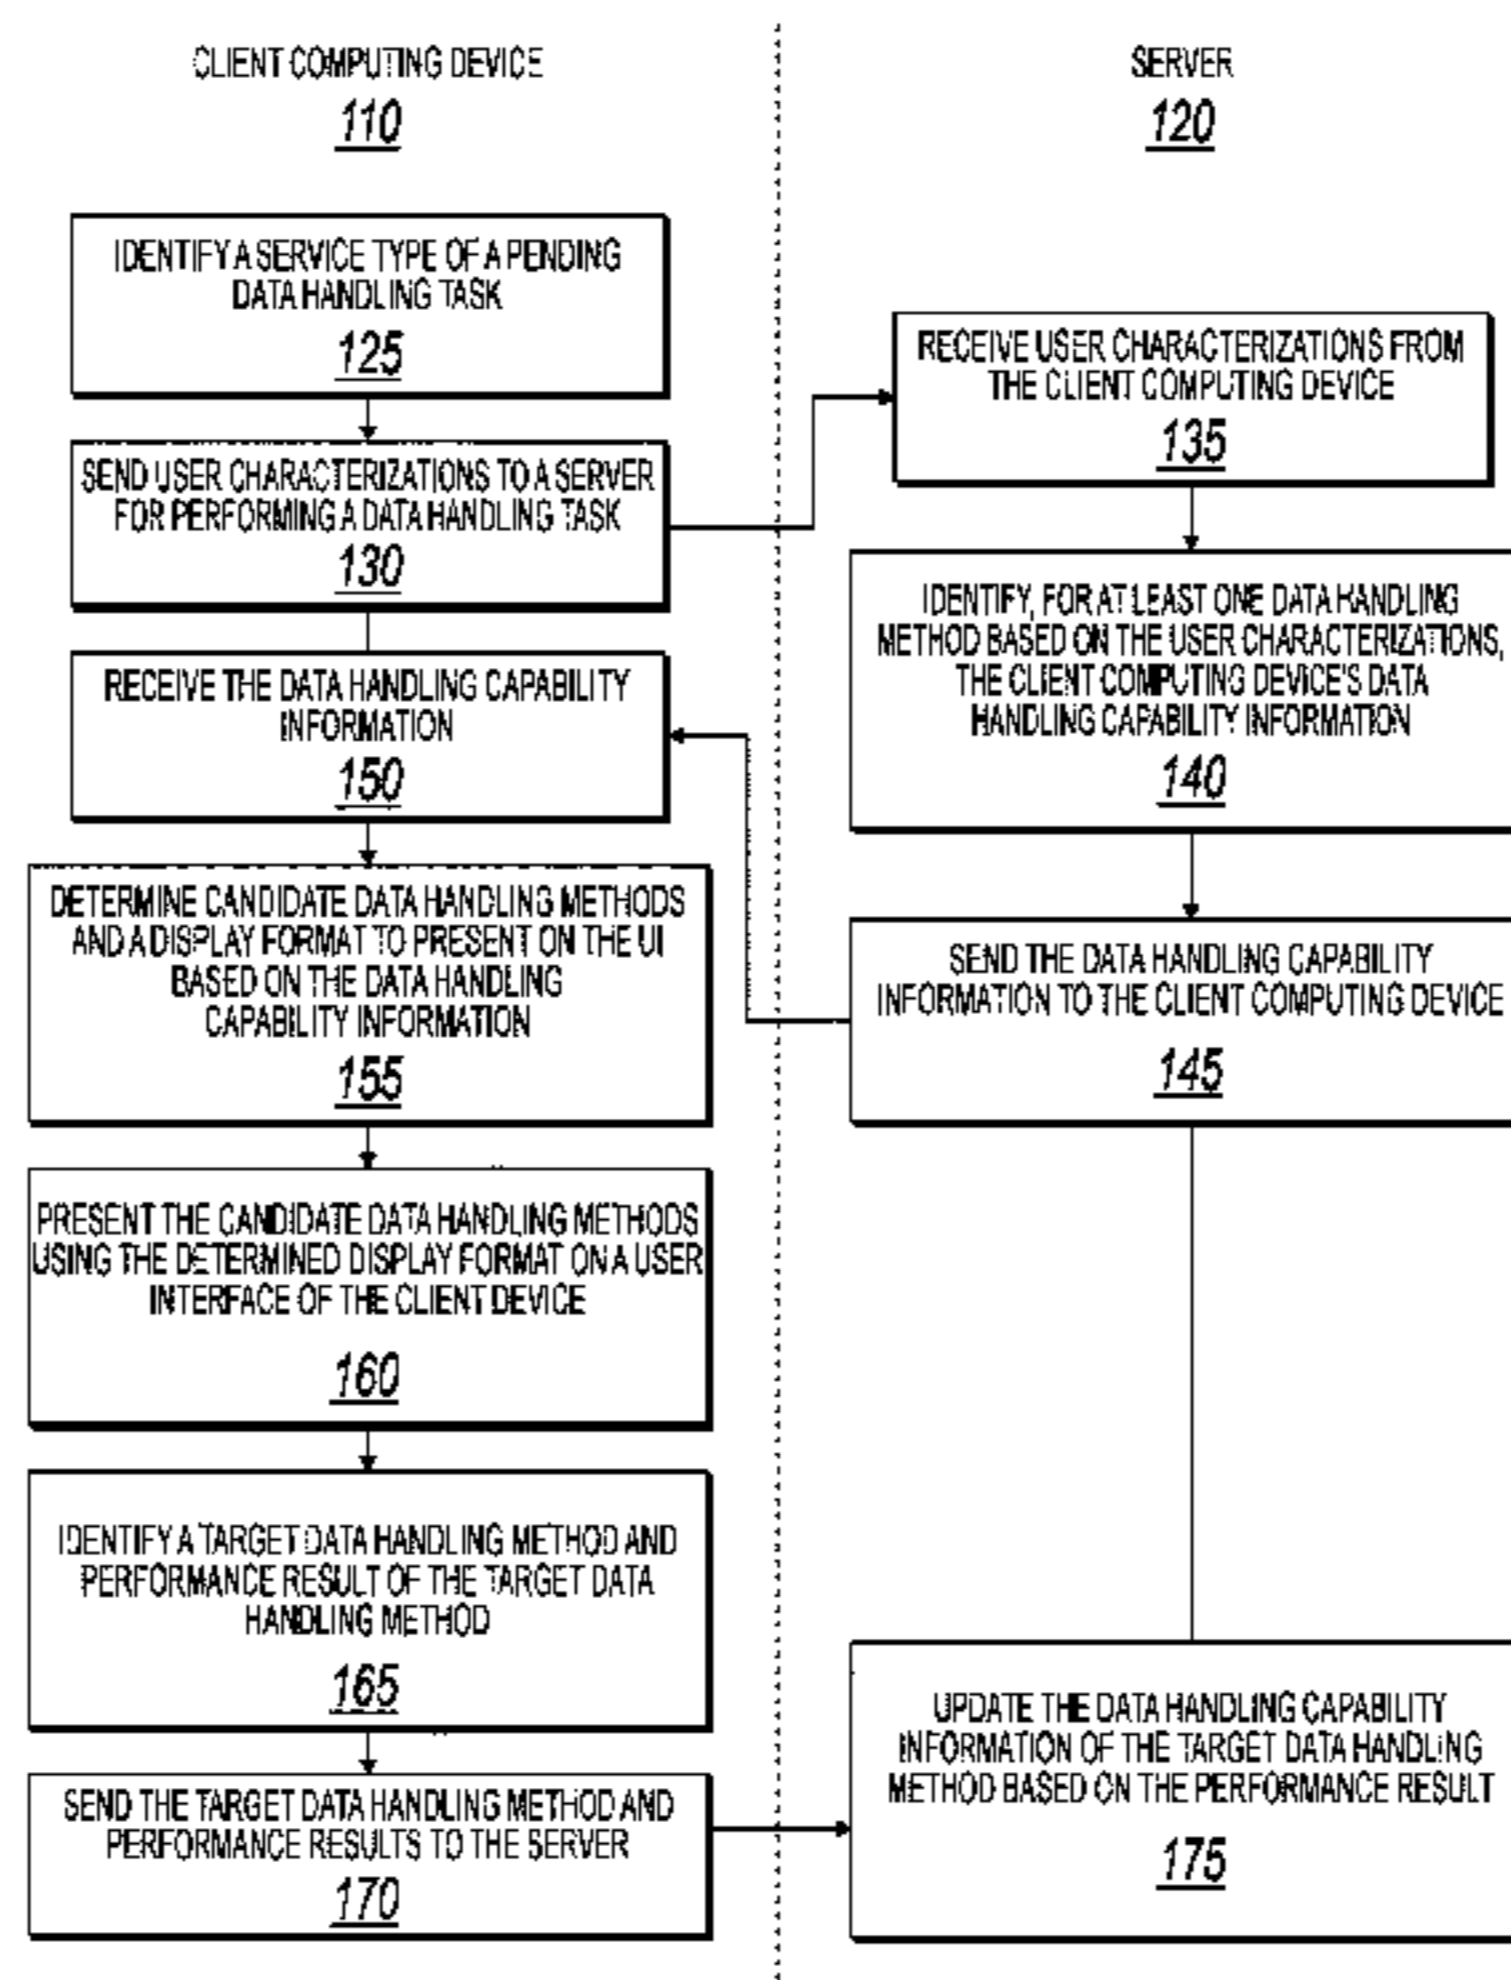 CLIENT COMPUTING DEVICE
110
IDENTIFY A SERVICE TYPE OF A PENDING
DATA HANDLING TASK
125
SEND USER CHARACTERIZATIONS TO A SERVER
FOR PERFORMING A DATA HANDLING TASK
130
RECEIVE THE DATA HANDLING CAPABILITY
INFORMATION
150
DETERMINE CANDIDATE DATA HANDLING METHODS
AND A DISPLAY FORMAT TO PRESENT ON THE UI
BASED ON THE DATA HANDLING
CAPABILITY INFORMATION
155
PRESENT THE CANDIDATE DATA HANDLING METHODS
USING THE DETERMINED DISPLAY FORMAT ON A USER
INTERFACE OF THE CLIENT DEVICE
160
IDENTIFY A TARGET DATA HANDLING METHOD AND
PERFORMANCE RESULT OF THE TARGET DATA
HANDLING METHOD
165
SEND THE TARGET DATA HANDLING METHOD AND
PERFORMANCE RESULTS TO THE SERVER
170
SERVER
120
RECEIVE USER CHARACTERIZATIONS FROM
THE CLIENT COMPUTING DEVICE
135
IDENTIFY, FOR AT LEAST ONE DATA HANDLING
METHOD BASED ON THE USER CHARACTERIZATIONS,
THE CLIENT COMPUTING DEVICE'S DATA
HANDLING CAPABILITY INFORMATION
140
SEND THE DATA HANDLING CAPABILITY
INFORMATION TO THE CLIENT COMPUTING DEVICE
145
UPDATE THE DATA HANDLING CAPABILITY
INFORMATION OF THE TARGET DATA HANDLING
METHOD BASED ON THE PERFORMANCE RESULT
175